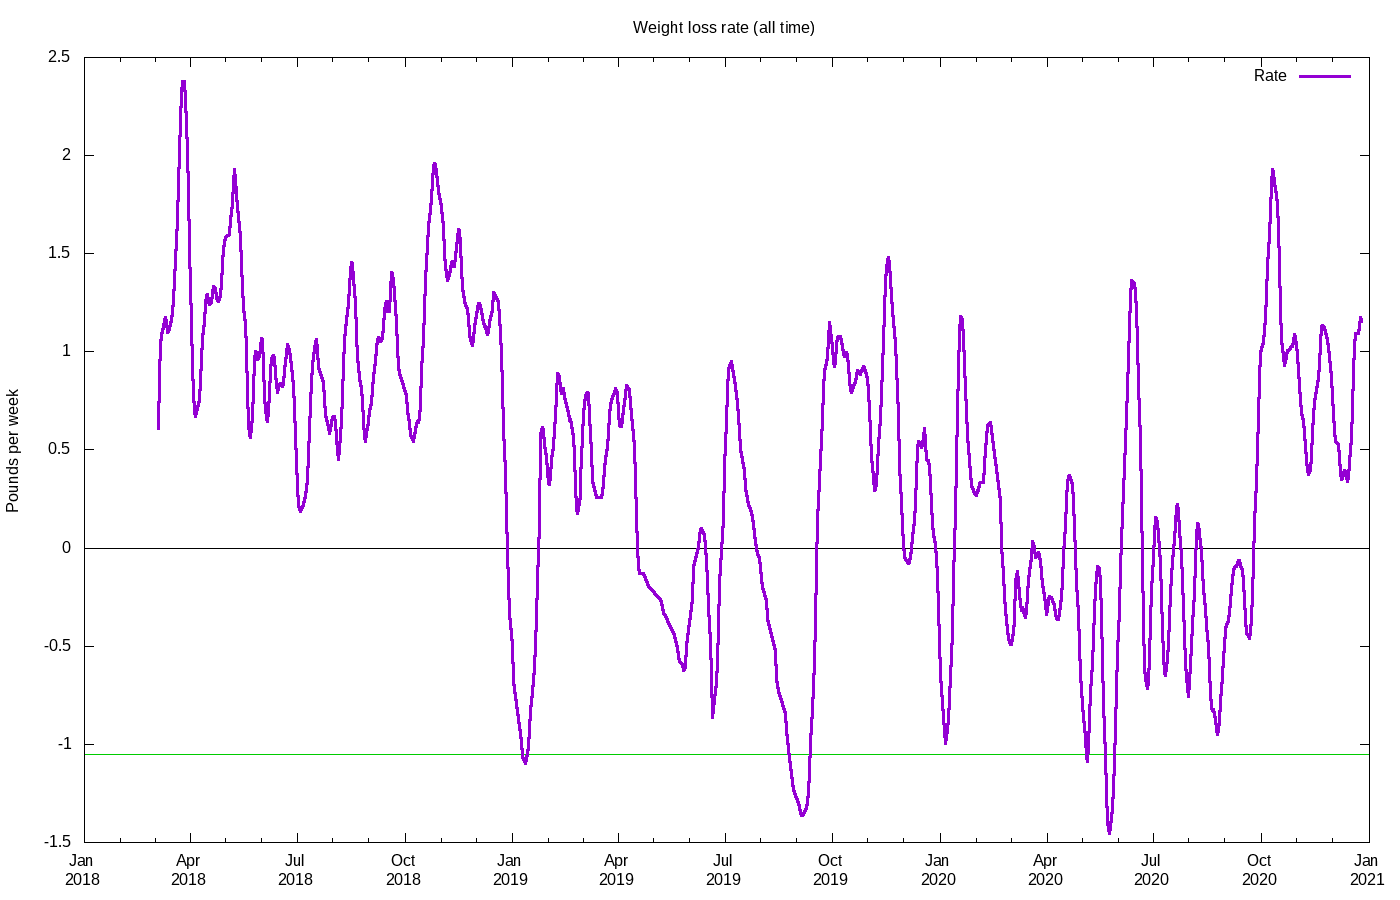 Weight loss rate (all time)
Rate
Pounds per week
2.5
2
1.5
1
0.5
0
-0.5
-1
-1.5
Jan Apr Jul Oct Jan Apr Jul Oct Jan Apr Jul Oct Jan
2018 2018 2018 2018 2019 2019 2019 2019 2020 2020 2020 2020 2021